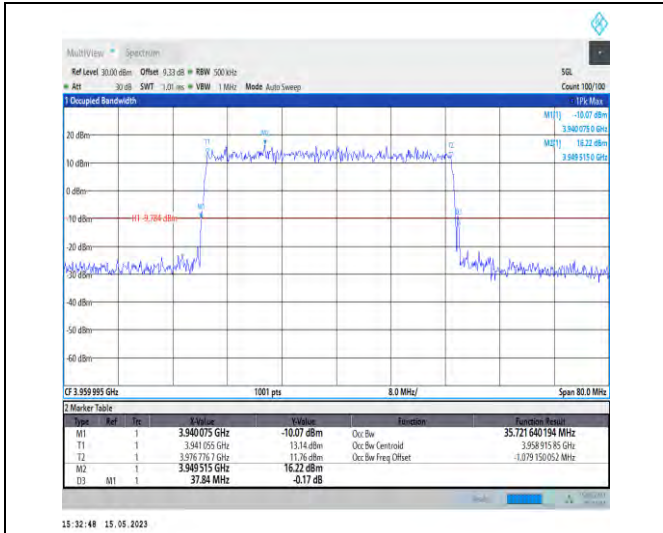 MultiView Spectrum
Ref Level 30.00 dBm Offset 9.33 dB RBW 500 kHz SGL
Att 30 dB SWT 1.01 ms VBW 1 MHz Mode Auto Sweep Count 100/100
1 Occupied Bandwidth 1Pk Max
M1[1] -10.07 dBm
3.940 075 0 GHz
M2[1] 16.22 dBm
3.949 515 0 GHz
20 dBm
T1
T2
10 dBm
0 dBm
M1
-10 dBm
H1 -9.784 dBm
-20 dBm
-30 dBm
-40 dBm
-50 dBm
-60 dBm
CF 3.959 995 GHz 1001 pts 8.0 MHz/ Span 80.0 MHz
2 Marker Table
Type Ref Trc X-Value Y-Value Function Function Result
M1 1 3.940 075 GHz -10.07 dBm Occ Bw 35.721 640 194 MHz
T1 1 3.941 055 GHz 13.14 dBm Occ Bw Centroid 3.958 915 85 GHz
T2 1 3.976 776 7 GHz 11.76 dBm Occ Bw Freq Offset -1.079 150 052 MHz
M2 1 3.949 515 GHz 16.22 dBm
D3 M1 1 37.84 MHz -0.17 dB
15:32:48 15.05.2023